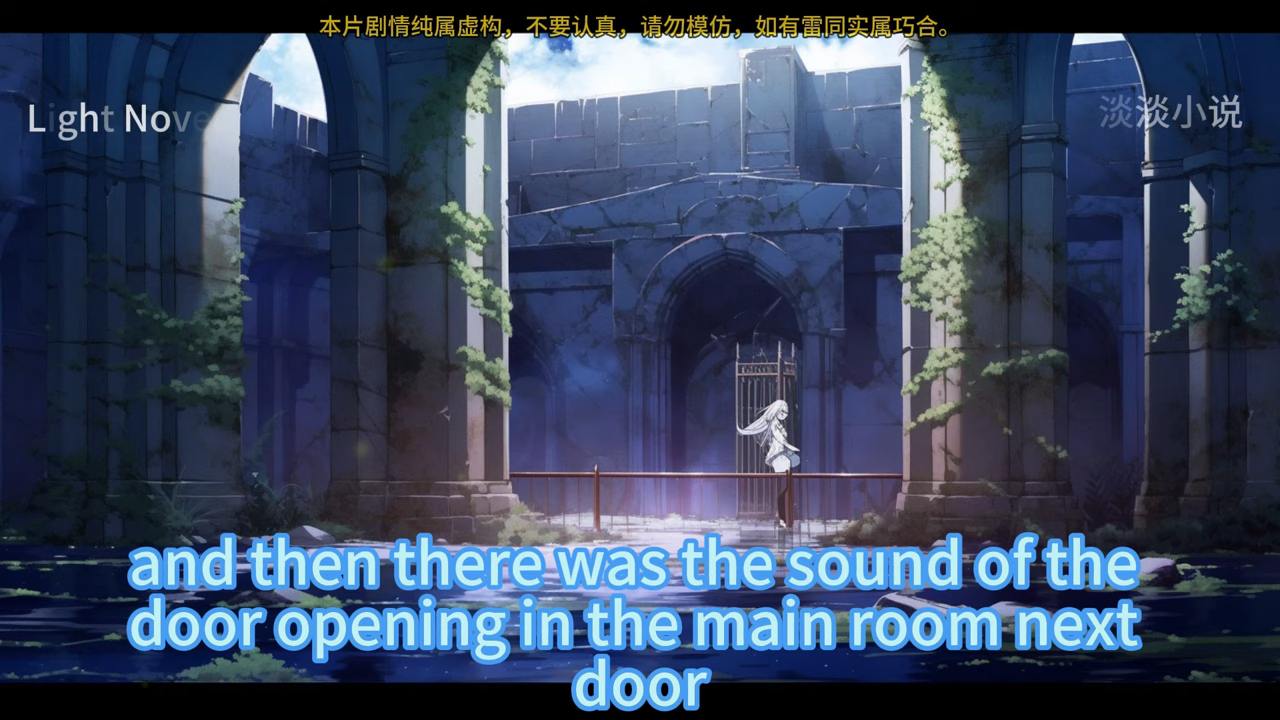 本片剧情纯属虚构，不要认真，请勿模仿，如有雷同实属巧合。
Light Nove
淡淡小说
and then there was the sound of the
door opening in the main room next
door